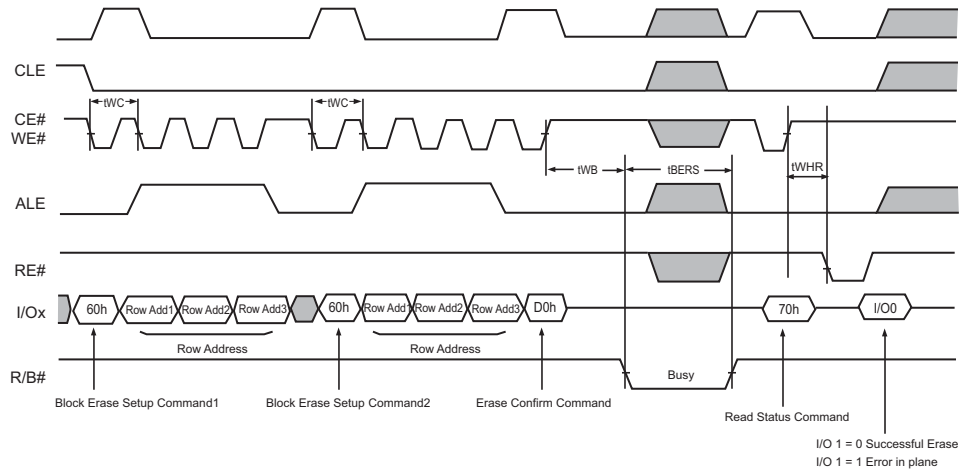 CLE
tWC
tWC
CE#
WE#
tWB
tBERS
tWHR
ALE
RE#
I/Ox
60h
Row Add1
Row Add2
Row Add3
60h
Row Add1
Row Add2
Row Add3
D0h
70h
I/O0
Row Address
Row Address
R/B#
Busy
Block Erase Setup Command1
Block Erase Setup Command2
Erase Confirm Command
Read Status Command
I/O 1 = 0 Successful Erase
I/O 1 = 1 Error in plane